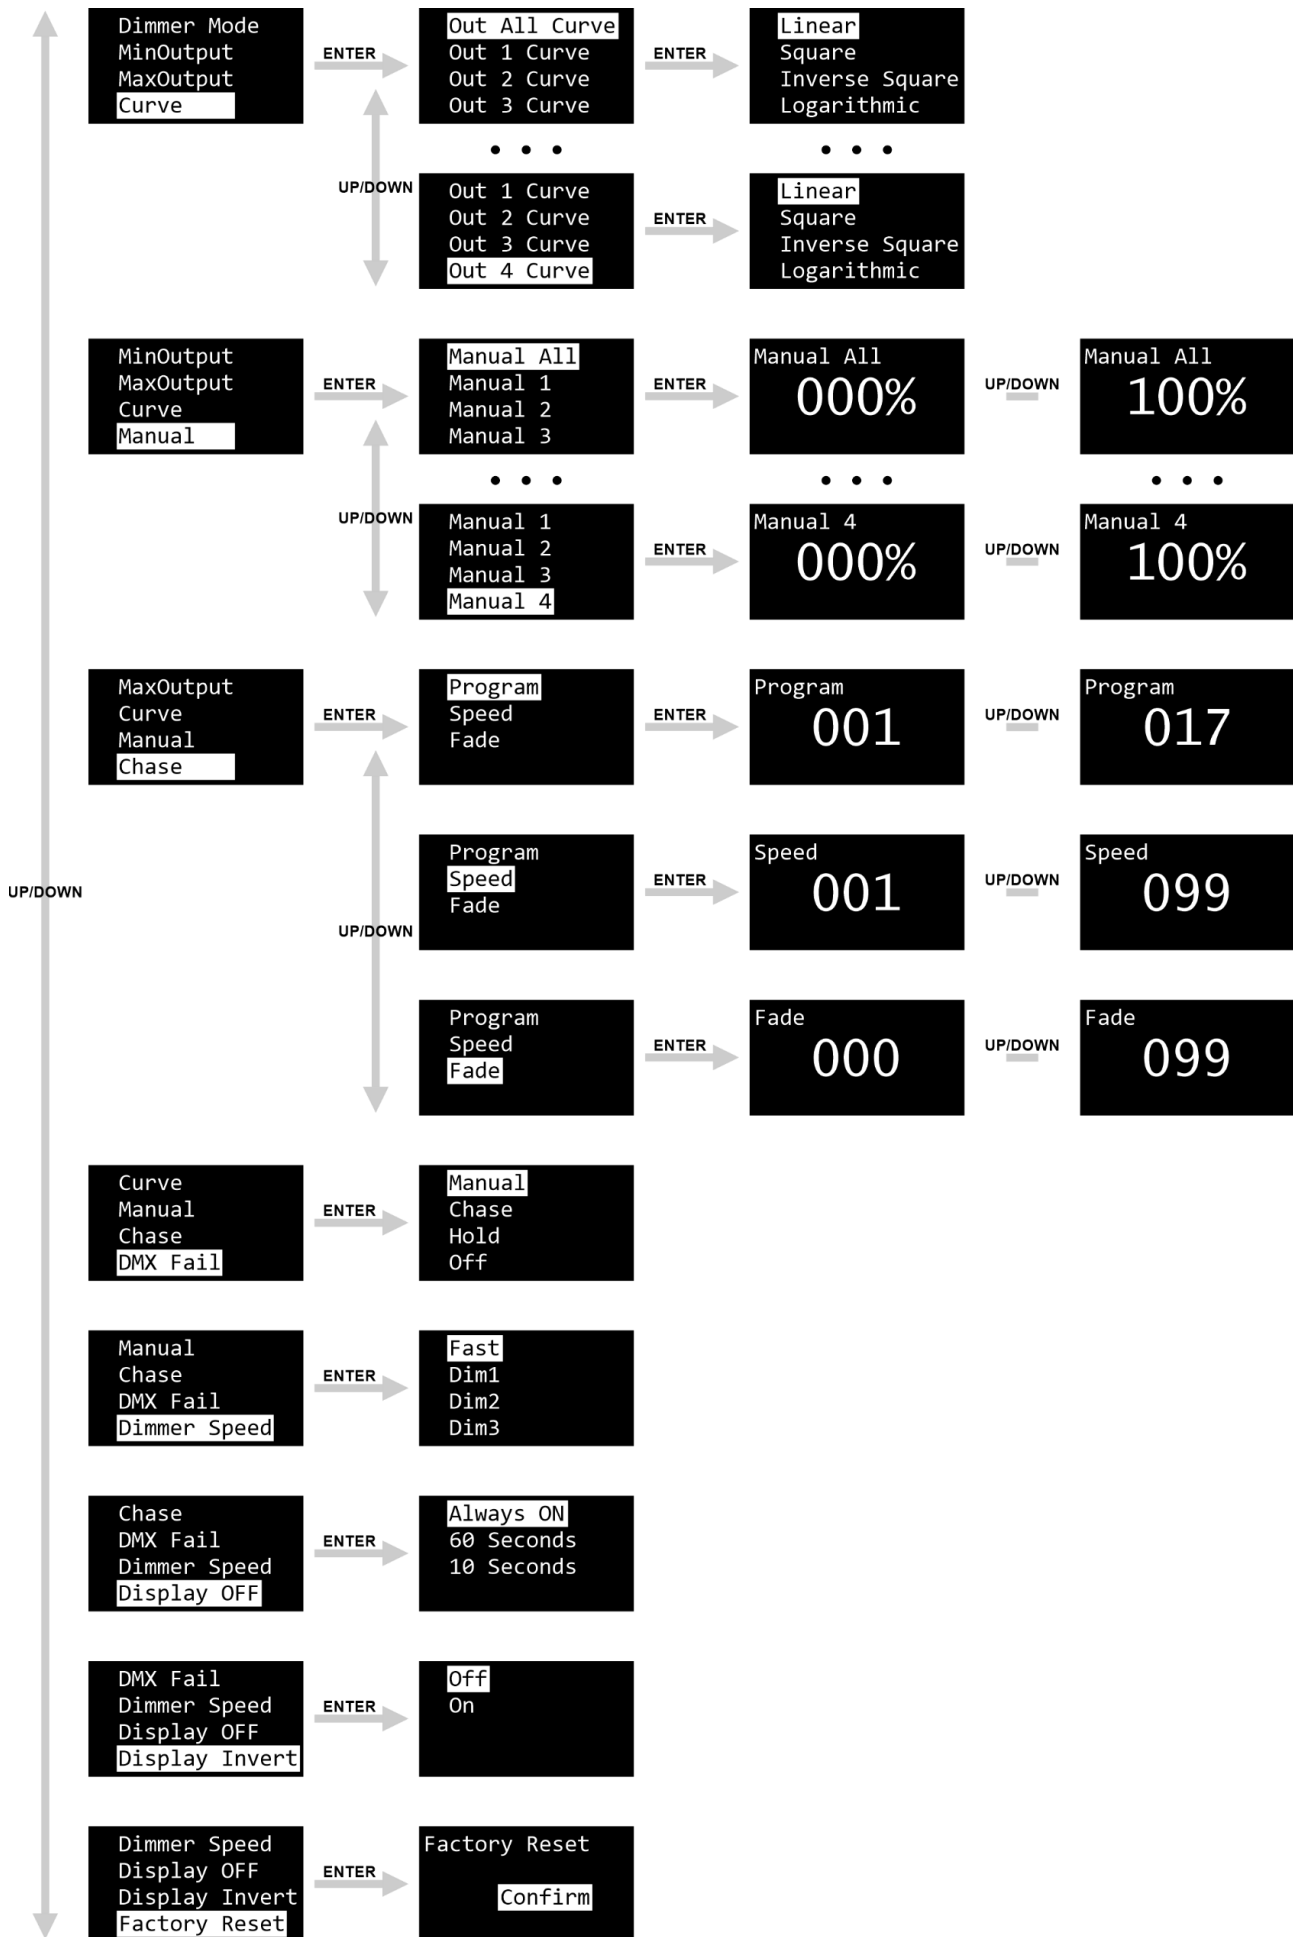 Dimmer Mode
MinOutput
MaxOutput
Curve
ENTER
Out All Curve
Out 1 Curve
Out 2 Curve
Out 3 Curve
ENTER
Linear
Square
Inverse Square
Logarithmic
• • •
• • •
UP/DOWN
Out 1 Curve
Out 2 Curve
Out 3 Curve
Out 4 Curve
ENTER
Linear
Square
Inverse Square
Logarithmic
MinOutput
MaxOutput
Curve
Manual
ENTER
Manual All
Manual 1
Manual 2
Manual 3
ENTER
Manual All
000%
UP/DOWN
Manual All
100%
• • •
• • •
• • •
UP/DOWN
Manual 1
Manual 2
Manual 3
Manual 4
ENTER
Manual 4
000%
UP/DOWN
Manual 4
100%
MaxOutput
Curve
Manual
Chase
ENTER
Program
Speed
Fade
ENTER
Program
001
UP/DOWN
Program
017
UP/DOWN
UP/DOWN
Program
Speed
Fade
ENTER
Speed
001
UP/DOWN
Speed
099
Program
Speed
Fade
ENTER
Fade
000
UP/DOWN
Fade
099
Curve
Manual
Chase
DMX Fail
ENTER
Manual
Chase
Hold
Off
Manual
Chase
DMX Fail
Dimmer Speed
ENTER
Fast
Dim1
Dim2
Dim3
Chase
DMX Fail
Dimmer Speed
Display OFF
ENTER
Always ON
60 Seconds
10 Seconds
DMX Fail
Dimmer Speed
Display OFF
Display Invert
ENTER
Off
On
Dimmer Speed
Display OFF
Display Invert
Factory Reset
ENTER
Factory Reset
Confirm